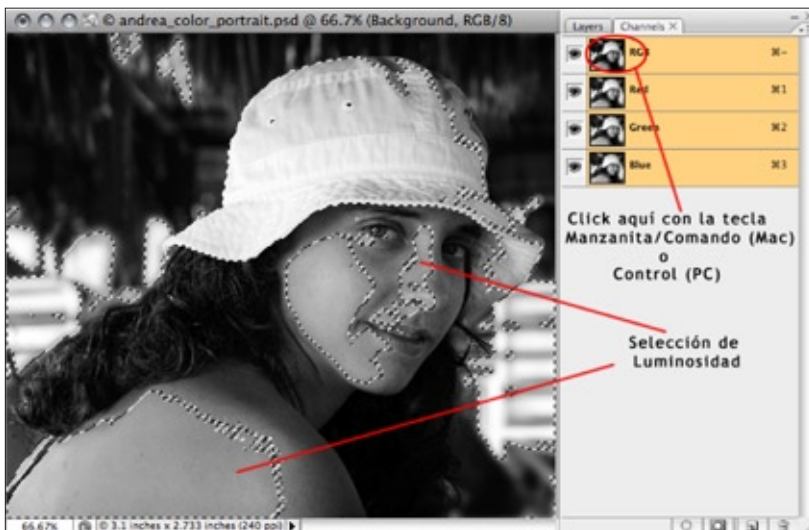 © andrea_color_portrait.psd @ 66.7% (Background, RGB/8)
Layers Channels ×
RGB ⌘~
Red ⌘1
Green ⌘2
Blue ⌘3
Click aquí con la tecla
Manzanita/Comando (Mac)
o
Control (PC)
Selección de
Luminosidad
66.67% © 3.1 inches x 2.733 inches (240 ppi)